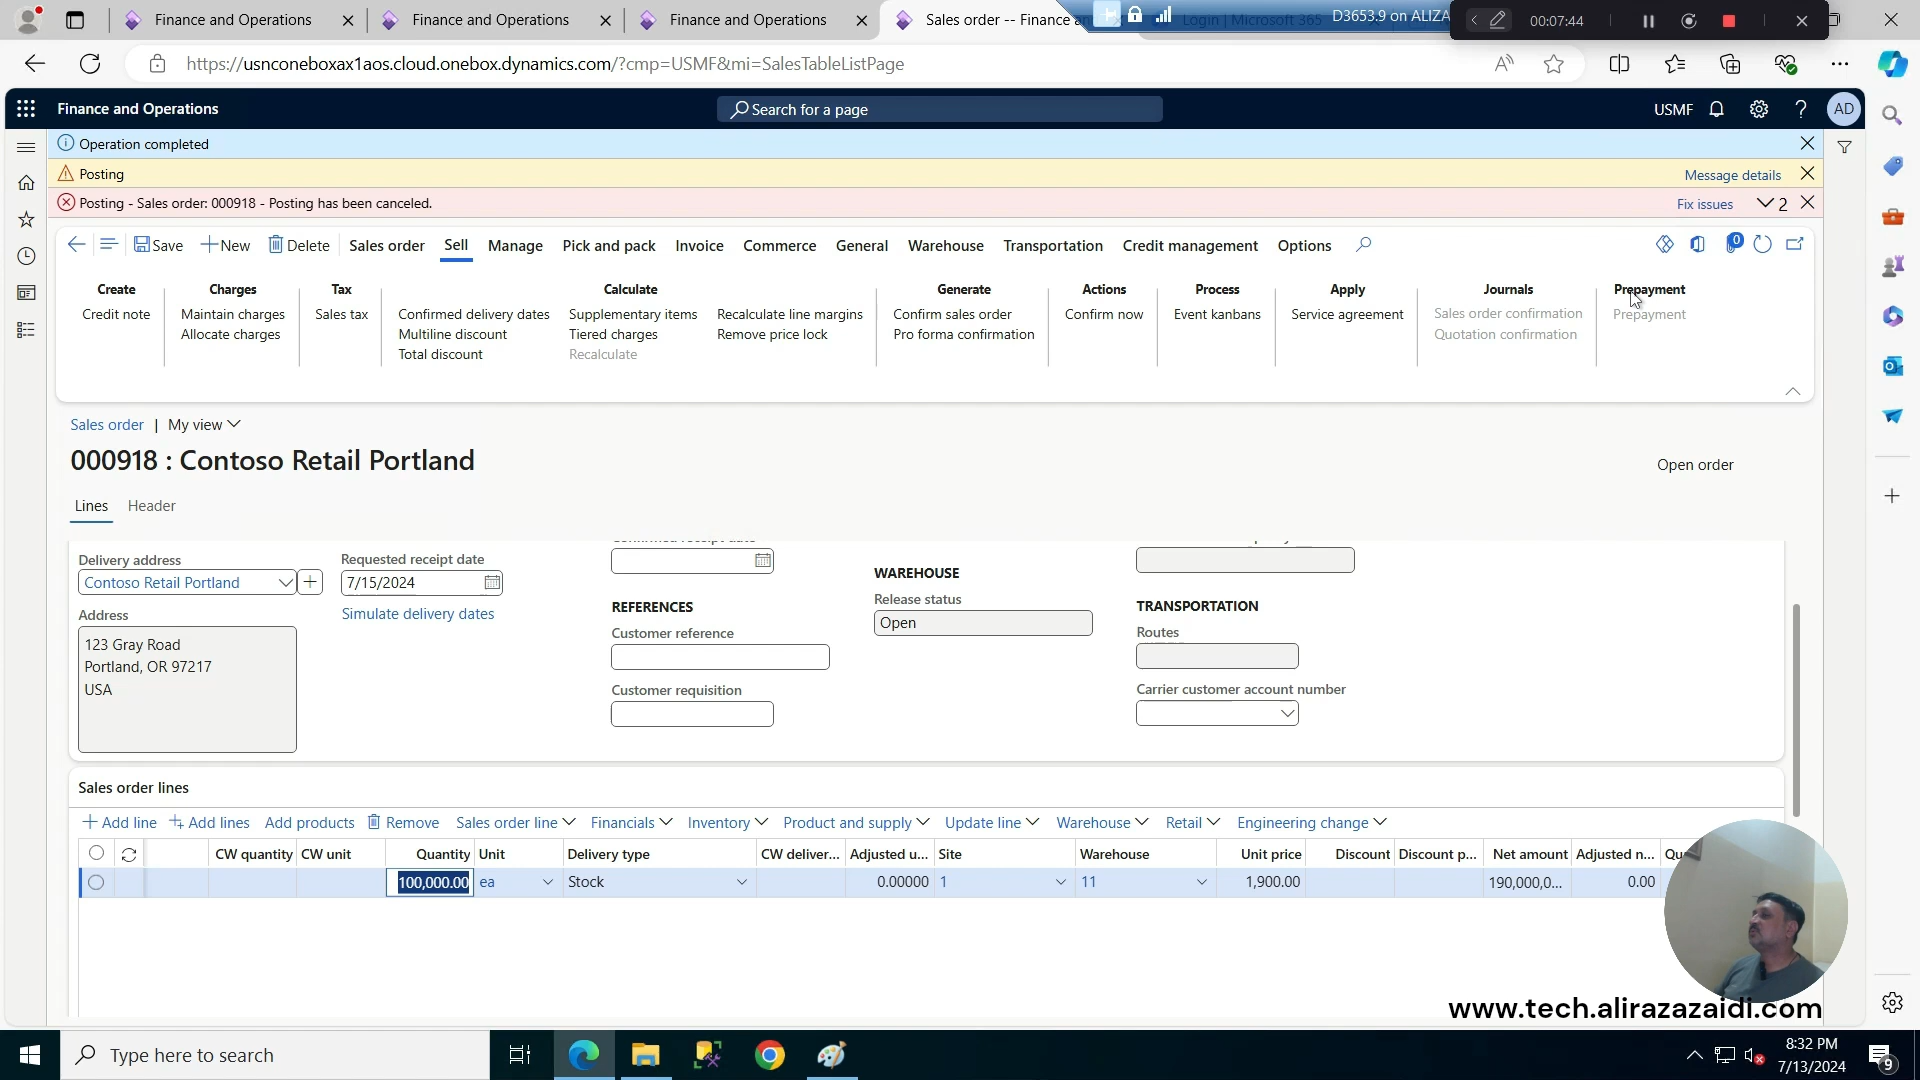 Finance and Operations
Finance and Operations
Finance and Operations
Sales order -- Finance an
Login | Microsoft 365
D3653.9 on ALIZA
00:07:44
https://usnconeboxax1aos.cloud.onebox.dynamics.com/?cmp=USMF&mi=SalesTableListPage
Finance and Operations
Search for a page
USMF
AD
Operation completed
Posting
Message details
Posting - Sales order: 000918 - Posting has been canceled.
Fix issues
2
Save
New
Delete
Sales order
Sell
Manage
Pick and pack
Invoice
Commerce
General
Warehouse
Transportation
Credit management
Options
0
Create
Credit note
Charges
Maintain charges
Allocate charges
Tax
Sales tax
Calculate
Confirmed delivery dates
Multiline discount
Total discount
Supplementary items
Tiered charges
Recalculate
Recalculate line margins
Remove price lock
Generate
Confirm sales order
Pro forma confirmation
Actions
Confirm now
Process
Event kanbans
Apply
Service agreement
Journals
Sales order confirmation
Quotation confirmation
Prepayment
Prepayment
Sales order | My view
000918 : Contoso Retail Portland
Open order
Lines
Header
Delivery address
Contoso Retail Portland
Address
123 Gray Road
Portland, OR 97217
USA
Requested receipt date
7/15/2024
Simulate delivery dates
REFERENCES
Customer reference
Customer requisition
WAREHOUSE
Release status
Open
TRANSPORTATION
Routes
Carrier customer account number
Sales order lines
Add line
Add lines
Add products
Remove
Sales order line
Financials
Inventory
Product and supply
Update line
Warehouse
Retail
Engineering change
CW quantity CW unit Quantity Unit Delivery type CW deliver... Adjusted u... Site Warehouse Unit price Discount Discount p... Net amount Adjusted n... Qu
100,000.00 ea Stock 0.00000 1 11 1,900.00 190,000,0... 0.00
www.tech.alirazazaidi.com
Type here to search
8:32 PM
7/13/2024
9